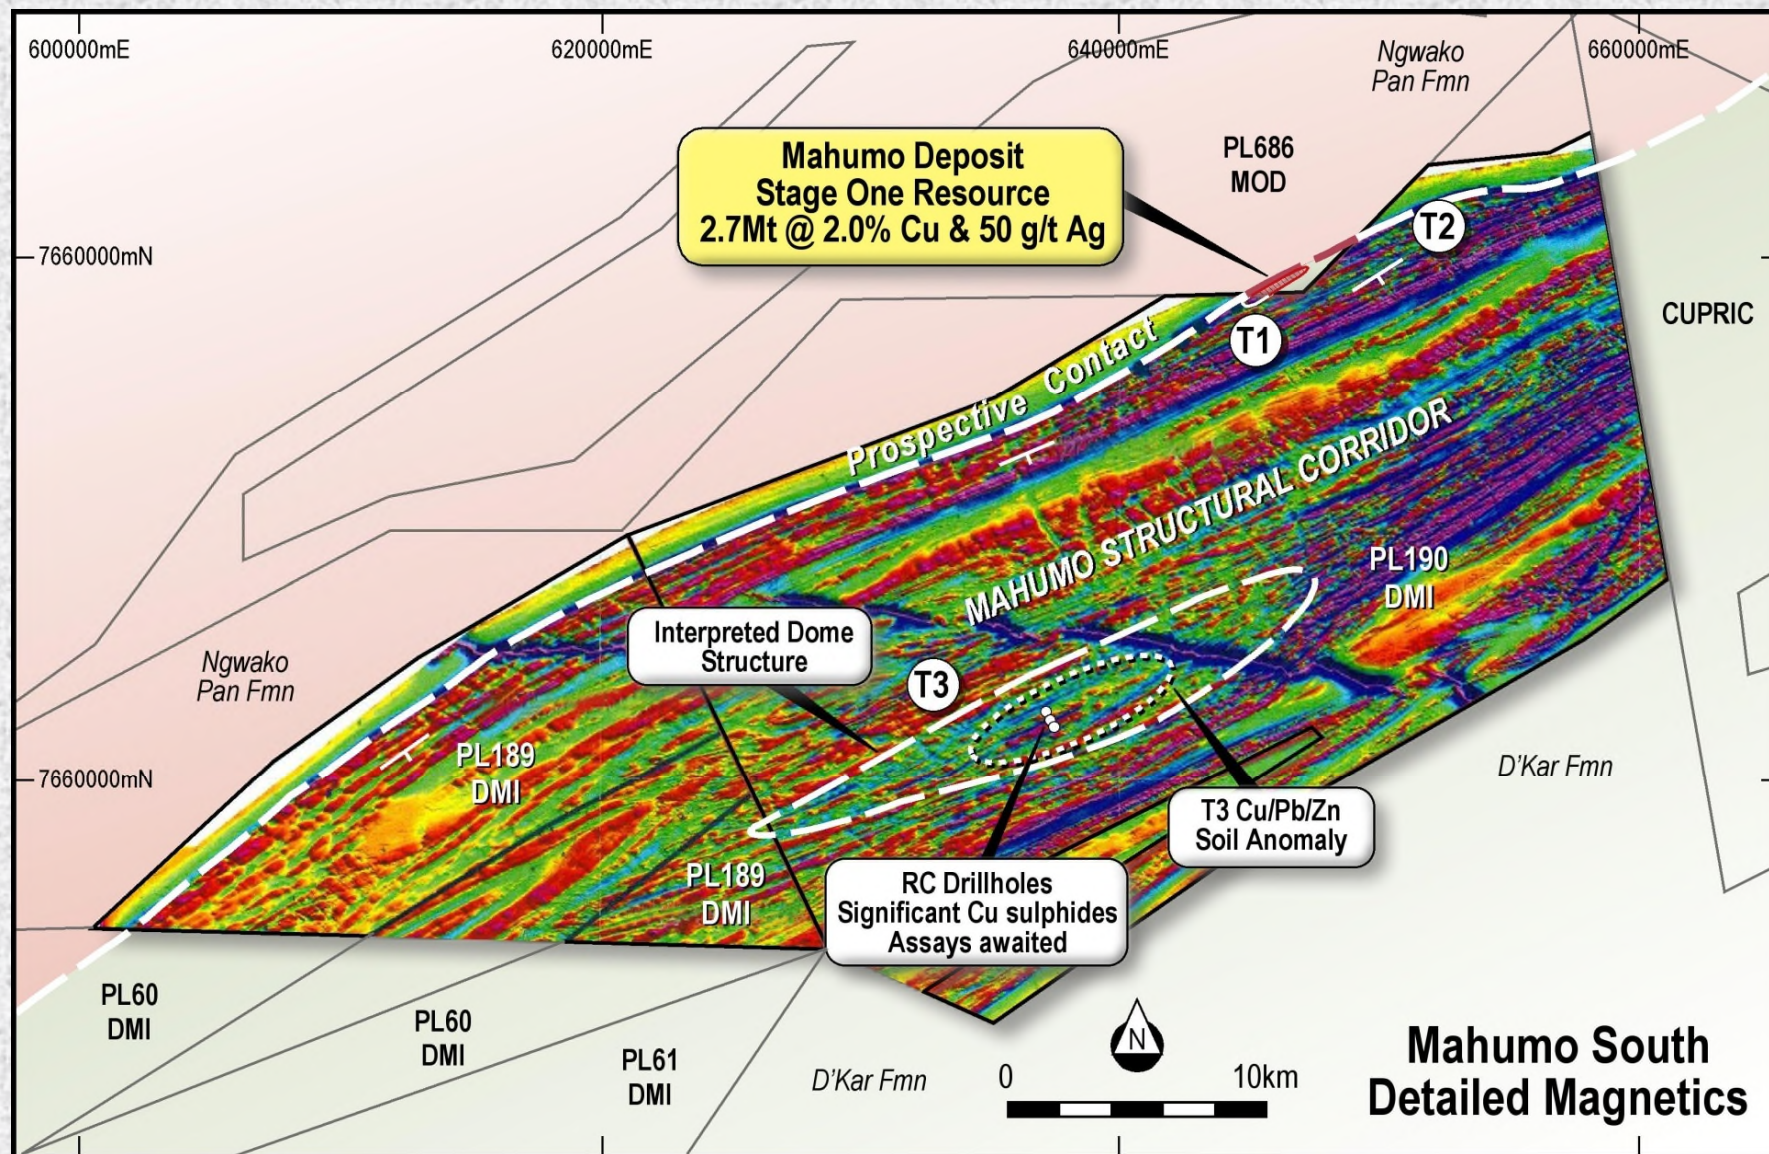 600000mE
620000mE
640000mE
660000mE
Ngwako
Pan Fmn
Mahumo Deposit
Stage One Resource
2.7Mt @ 2.0% Cu & 50 g/t Ag
PL686
MOD
7660000mN
T2
CUPRIC
T1
Prospective Contact
MAHUMO STRUCTURAL CORRIDOR
PL190
DMI
Interpreted Dome
Structure
Ngwako
Pan Fmn
T3
PL189
DMI
7660000mN
D'Kar Fmn
T3 Cu/Pb/Zn
Soil Anomaly
PL189
DMI
RC Drillholes
Significant Cu sulphides
Assays awaited
PL60
DMI
PL60
DMI
PL61
DMI
D'Kar Fmn
N
0
10km
Mahumo South
Detailed Magnetics